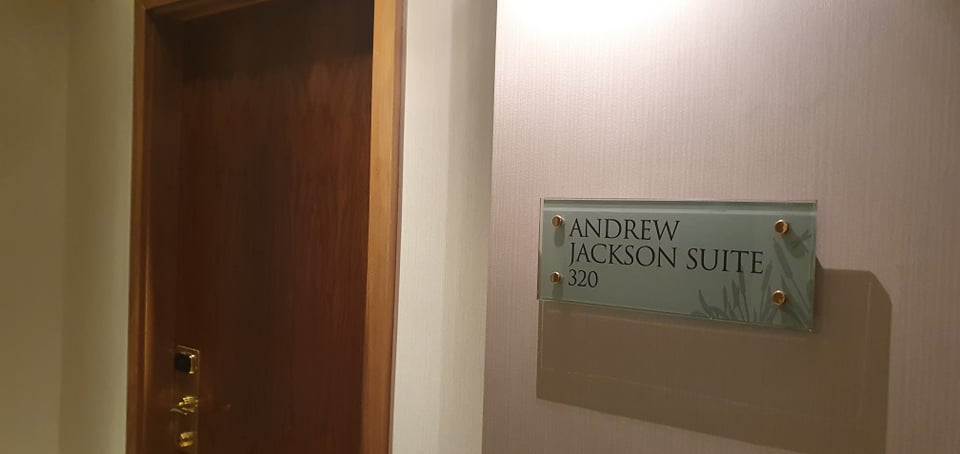 ANDREW
JACKSON SUITE
320